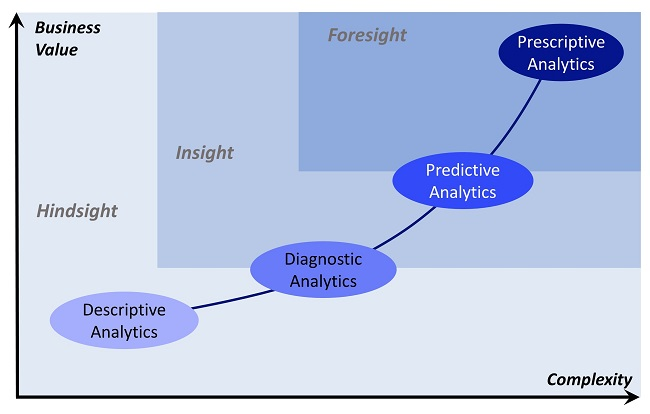 Business
Value
Foresight
Prescriptive
Analytics
Insight
Predictive
Analytics
Hindsight
Diagnostic
Analytics
Descriptive
Analytics
Complexity